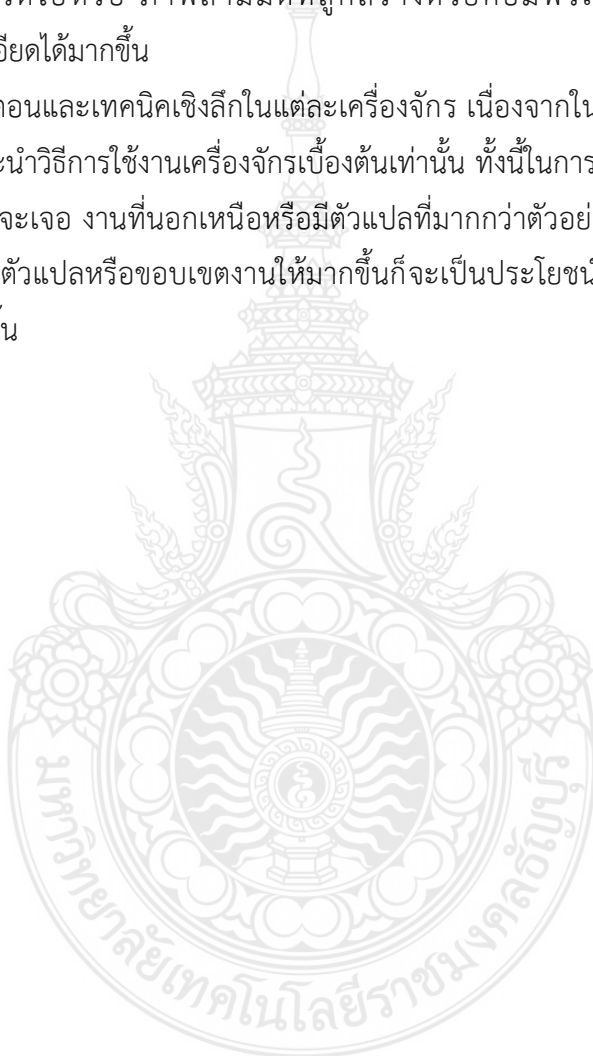 ียดได้มากขึ้น
ตอนและเทคนิคเชิงลึกในแต่ละเครื่องจักร เนื่องจากใน
ะนำวิธีการใช้งานเครื่องจักรเบื้องต้นเท่านั้น ทั้งนี้ในการ
จะเจอ งานที่นอกเหนือหรือมีตัวแปลที่มากกว่าตัวอย่
ตัวแปลหรือขอบเขตงานให้มากขึ้นก็จะเป็นประโยชน์
ั้น
มหาวิทยาลัยเทคโนโลยีราชมงคลธัญบุรี